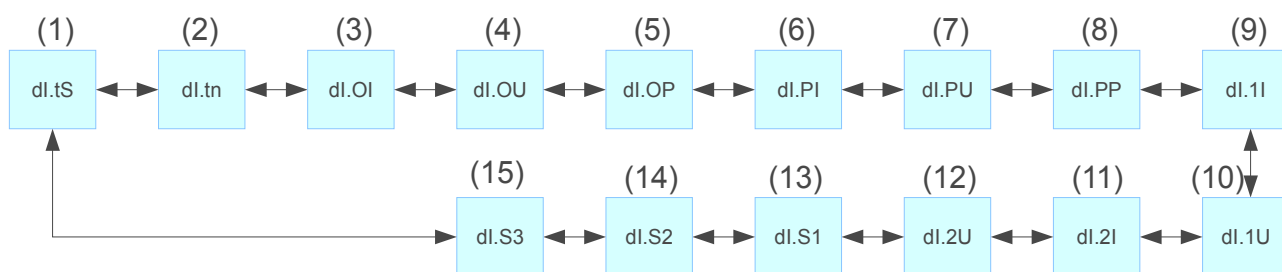 (1) (2) (3) (4) (5) (6) (7) (8) (9)
dI.tS dI.tn dI.OI dI.OU dI.OP dI.PI dI.PU dI.PP dI.1I
(15) (14) (13) (12) (11) (10)
dI.S3 dI.S2 dI.S1 dI.2U dI.2I dI.1U